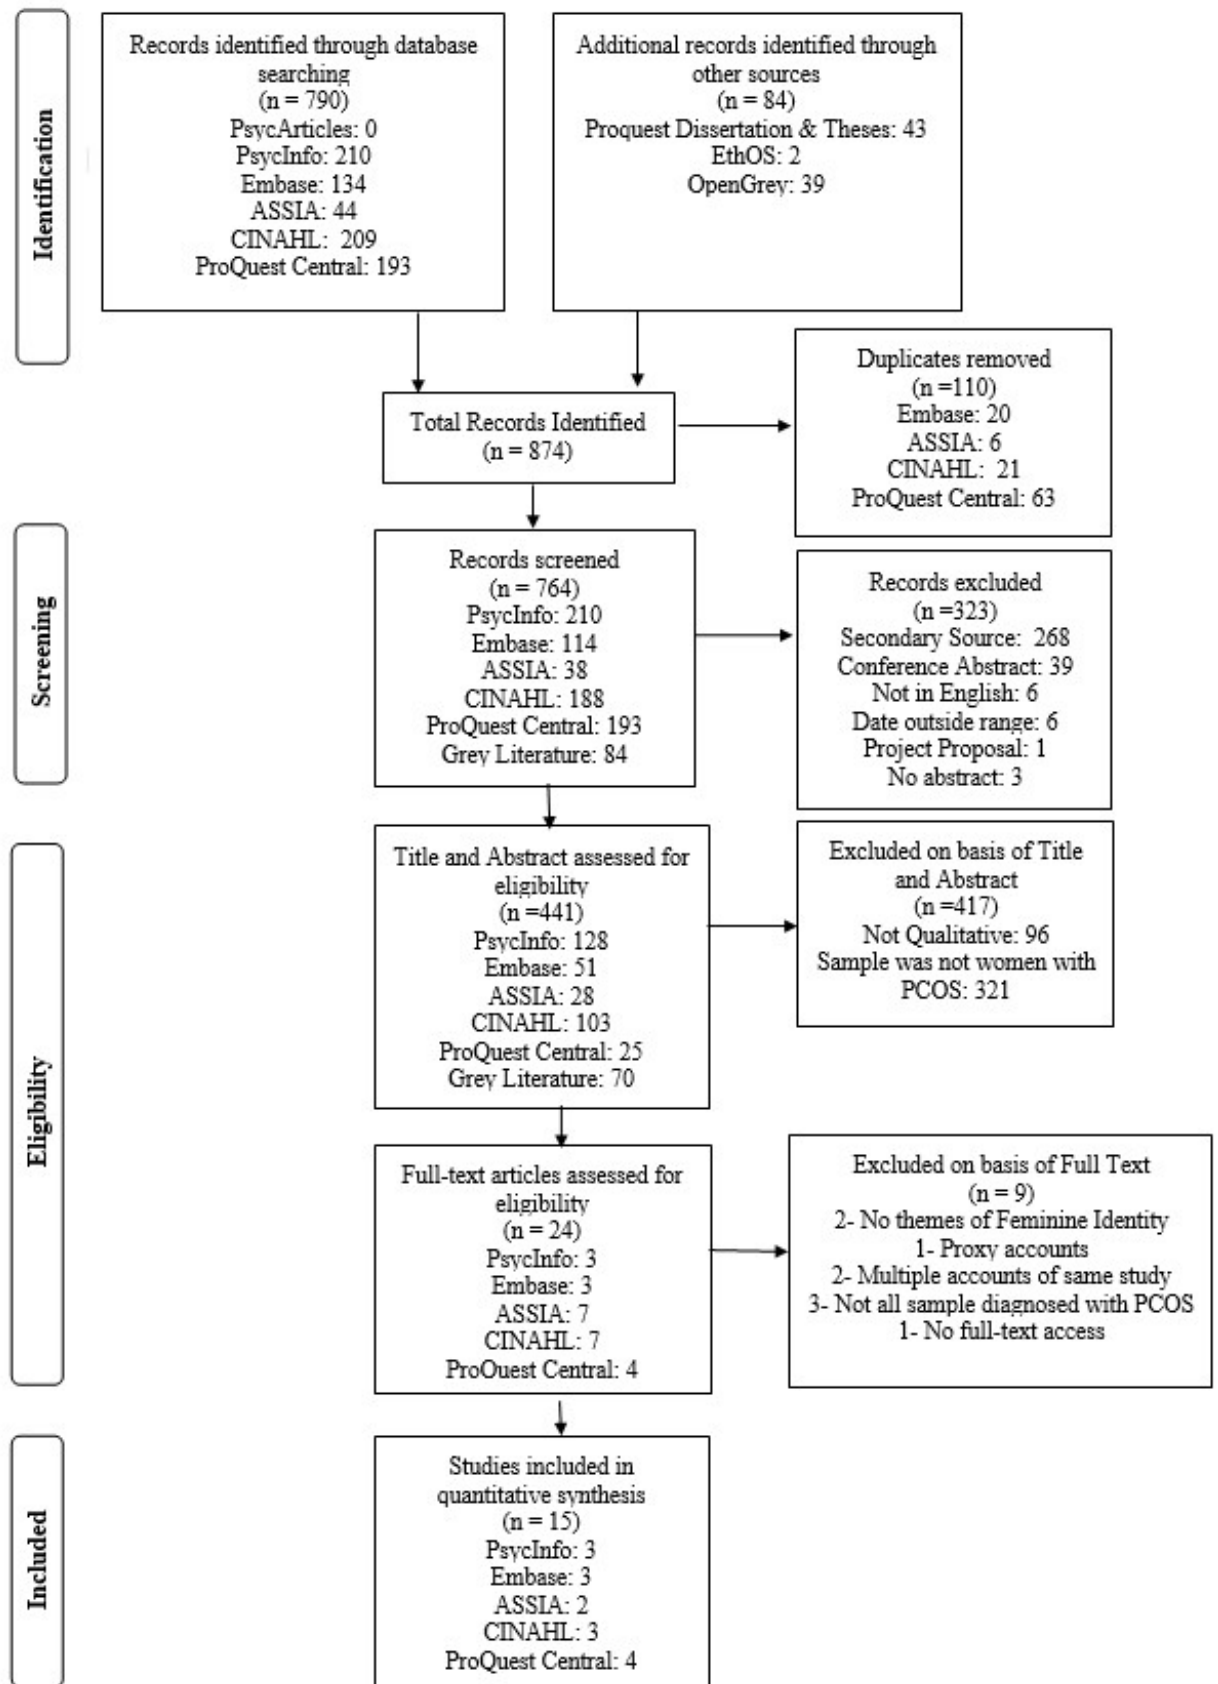 Identification
Records identified through database
searching
(n = 790)
PsycArticles: 0
PsycInfo: 210
Embase: 134
ASSIA: 44
CINAHL: 209
ProQuest Central: 193
Additional records identified through
other sources
(n = 84)
Proquest Dissertation & Theses: 43
EthOS: 2
OpenGrey: 39
Total Records Identified
(n = 874)
Duplicates removed
(n =110)
Embase: 20
ASSIA: 6
CINAHL: 21
ProQuest Central: 63
Screening
Records screened
(n = 764)
PsycInfo: 210
Embase: 114
ASSIA: 38
CINAHL: 188
ProQuest Central: 193
Grey Literature: 84
Records excluded
(n =323)
Secondary Source: 268
Conference Abstract: 39
Not in English: 6
Date outside range: 6
Project Proposal: 1
No abstract: 3
Eligibility
Title and Abstract assessed for
eligibility
(n =441)
PsycInfo: 128
Embase: 51
ASSIA: 28
CINAHL: 103
ProQuest Central: 25
Grey Literature: 70
Excluded on basis of Title
and Abstract
(n =417)
Not Qualitative: 96
Sample was not women with
PCOS: 321
Full-text articles assessed for
eligibility
(n = 24)
PsycInfo: 3
Embase: 3
ASSIA: 7
CINAHL: 7
ProQuest Central: 4
Excluded on basis of Full Text
(n = 9)
2- No themes of Feminine Identity
1- Proxy accounts
2- Multiple accounts of same study
3- Not all sample diagnosed with PCOS
1- No full-text access
Included
Studies included in
quantitative synthesis
(n = 15)
PsycInfo: 3
Embase: 3
ASSIA: 2
CINAHL: 3
ProQuest Central: 4